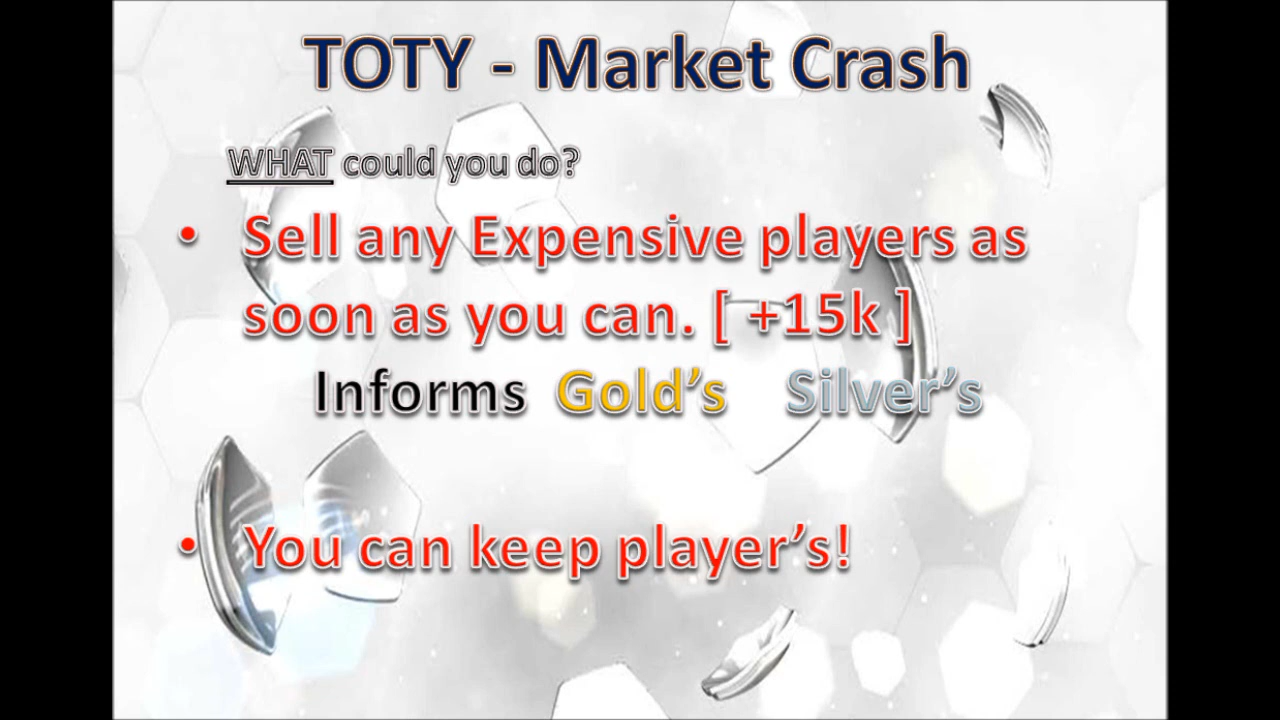 TOTY - Market Crash
WHAT could you do?
• Sell any Expensive players as
soon as you can. [ +15k ]
Informs Gold’s Silver’s
• You can keep player’s!